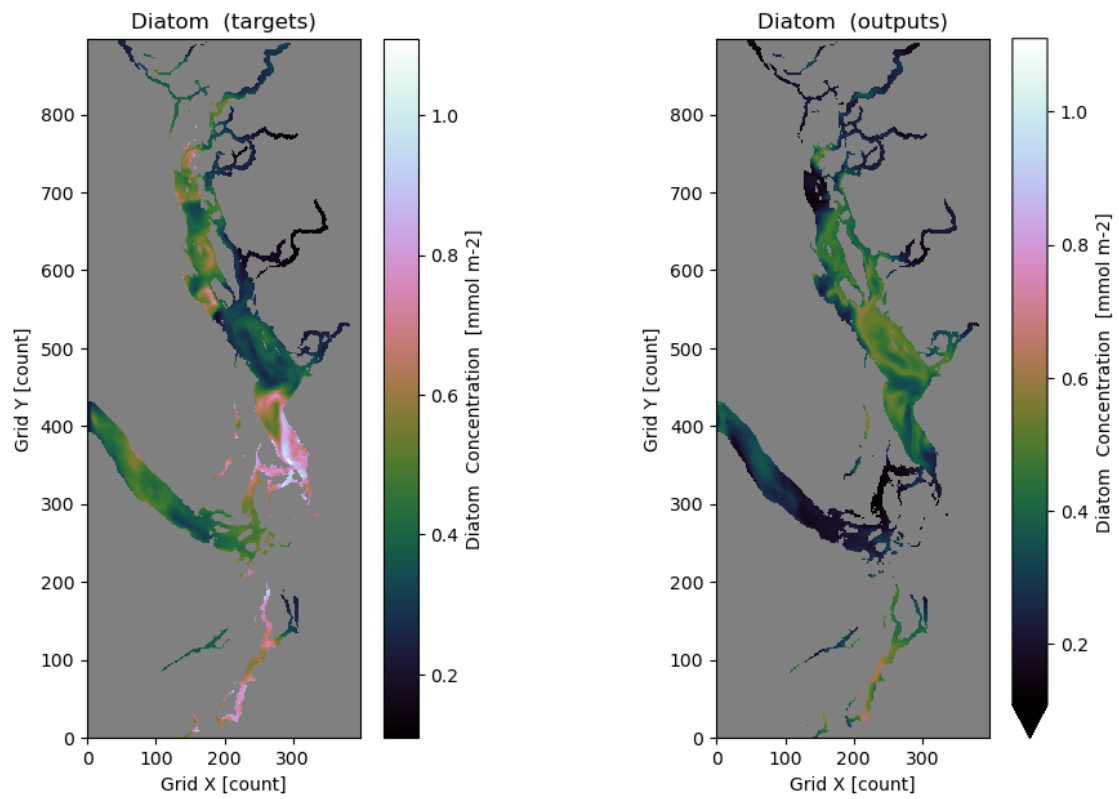 Diatom (targets)
Grid Y [count]
800
700
600
500
400
300
200
100
0
0 100 200 300
Grid X [count]
1.0
0.8
0.6
0.4
0.2
Diatom Concentration [mmol m-2]
Diatom (outputs)
Grid Y [count]
800
700
600
500
400
300
200
100
0
0 100 200 300
Grid X [count]
1.0
0.8
0.6
0.4
0.2
Diatom Concentration [mmol m-2]